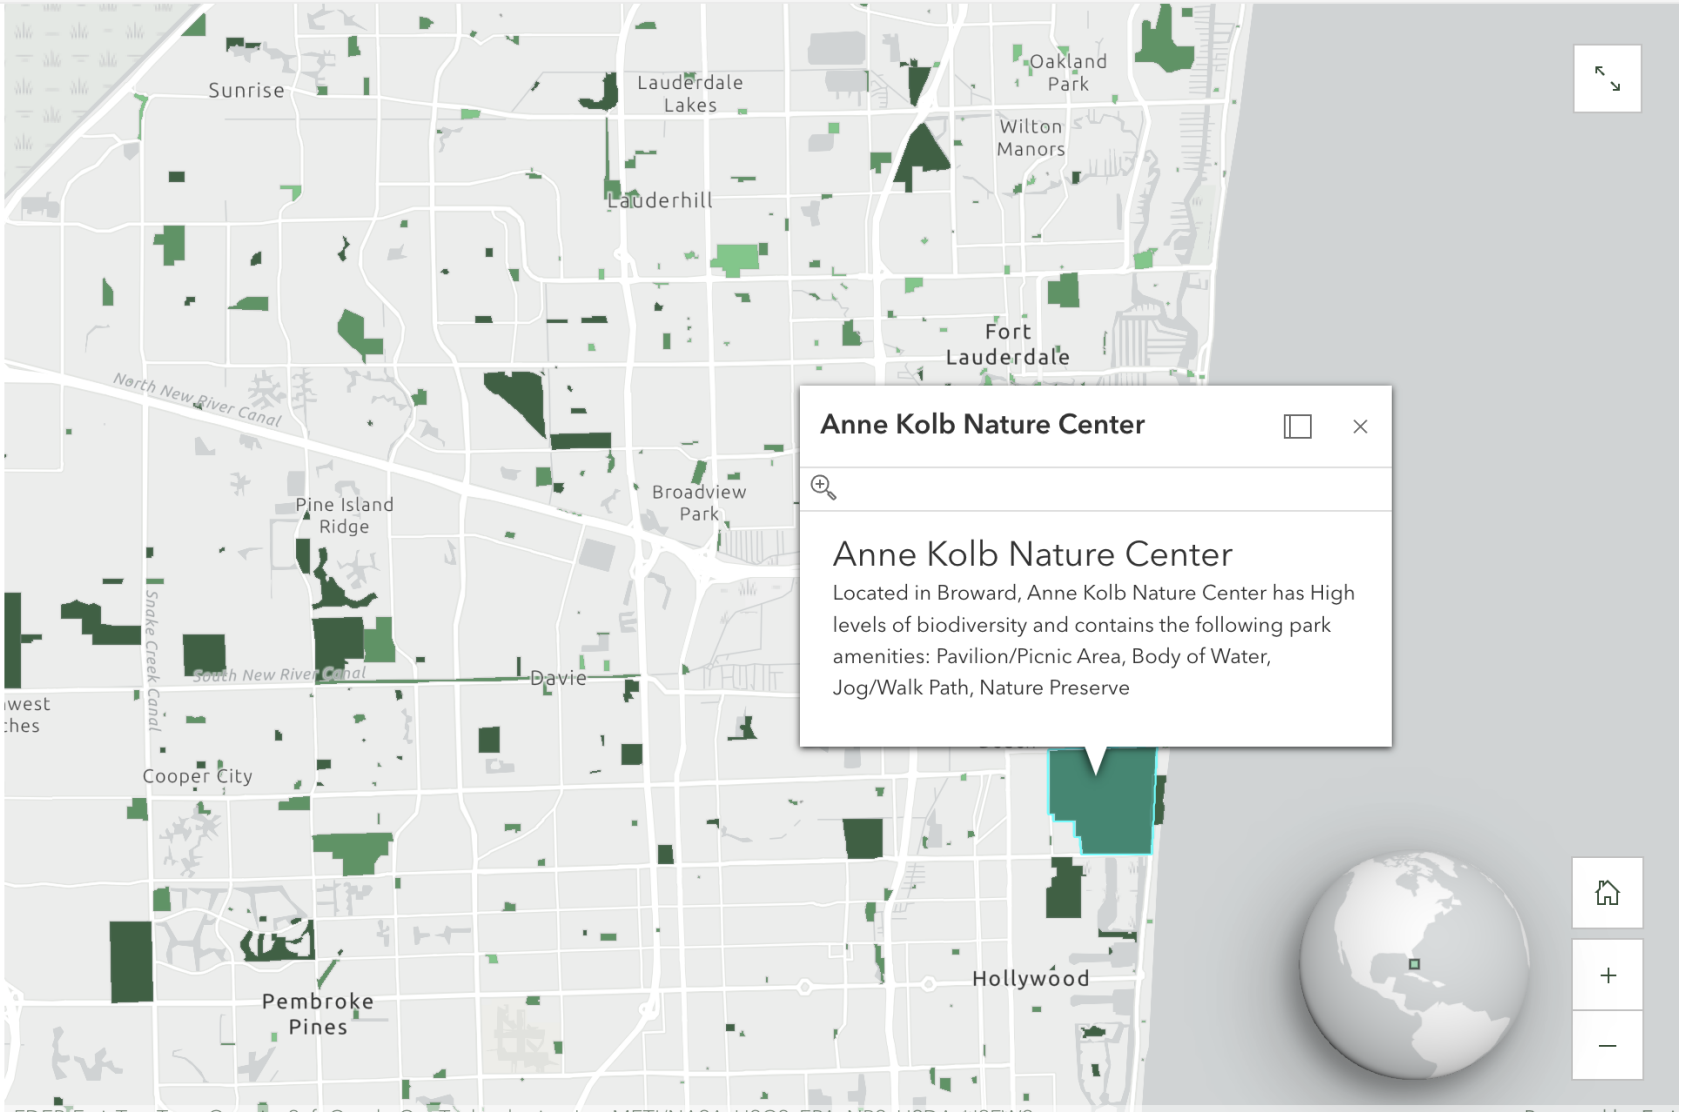 Sunrise
Lauderdale
Lakes
Oakland
Park
Wilton
Manors
Lauderhill
Fort
Lauderdale
North New River Canal
Anne Kolb Nature Center
Pine Island
Ridge
Broadview
Park
Anne Kolb Nature Center
Located in Broward, Anne Kolb Nature Center has High
levels of biodiversity and contains the following park
amenities: Pavilion/Picnic Area, Body of Water,
Jog/Walk Path, Nature Preserve
Snake Creek Canal
South New River Canal
Davie
west
ches
Cooper City
Hollywood
Pembroke
Pines